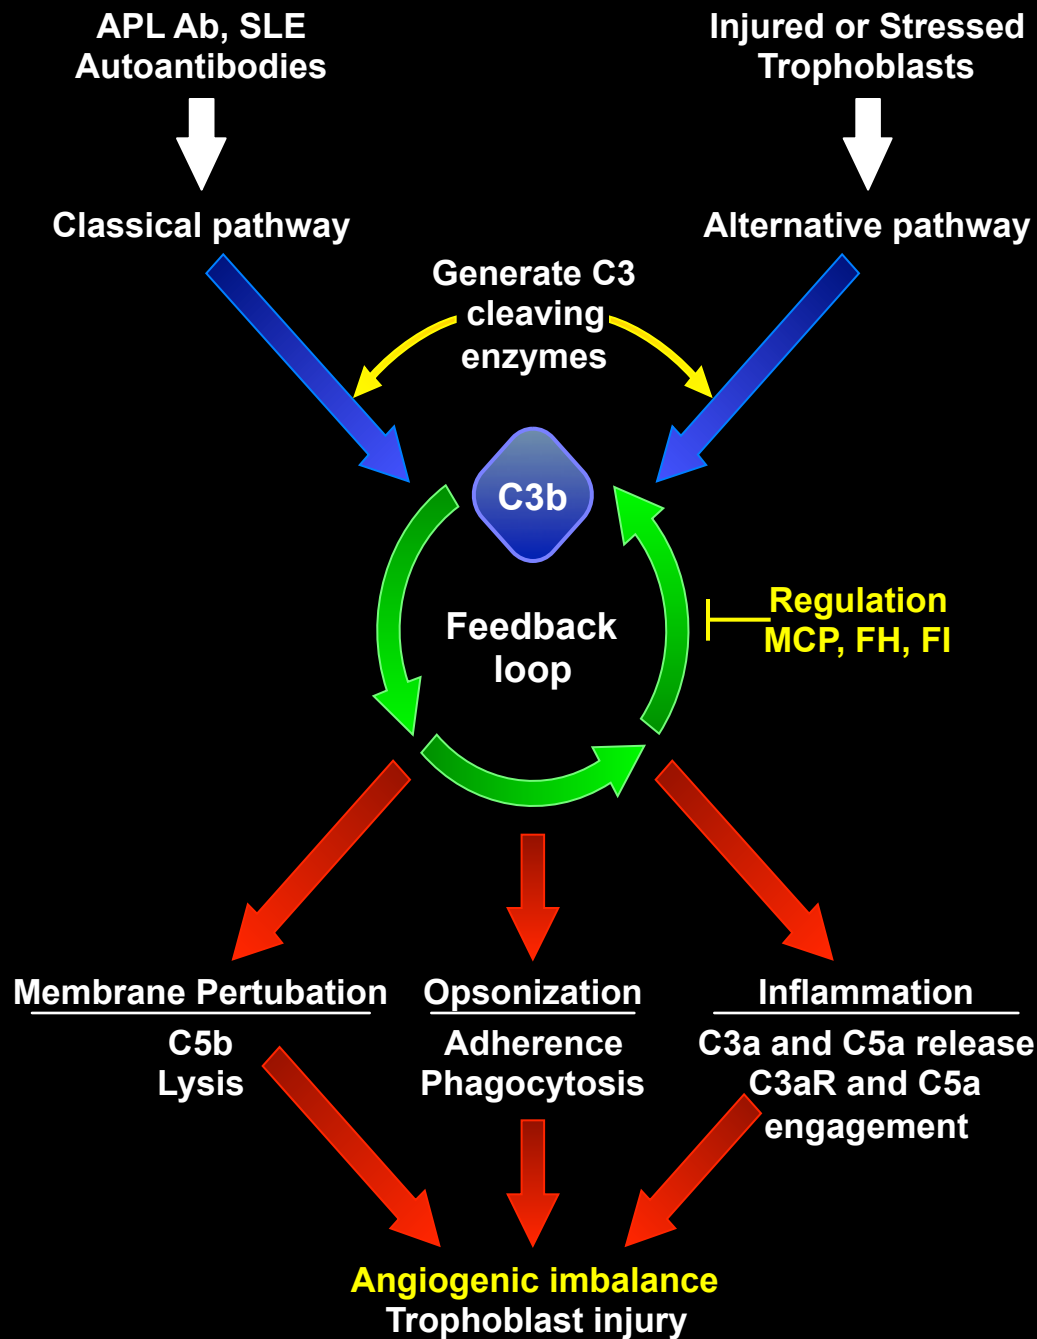 APL Ab, SLE
Autoantibodies
Injured or Stressed
Trophoblasts
Classical pathway
Alternative pathway
Generate C3
cleaving
enzymes
C3b
Feedback
loop
Regulation
MCP, FH, FI
Membrane Pertubation
C5b
Lysis
Opsonization
Adherence
Phagocytosis
Inflammation
C3a and C5a release
C3aR and C5a
engagement
Angiogenic imbalance
Trophoblast injury